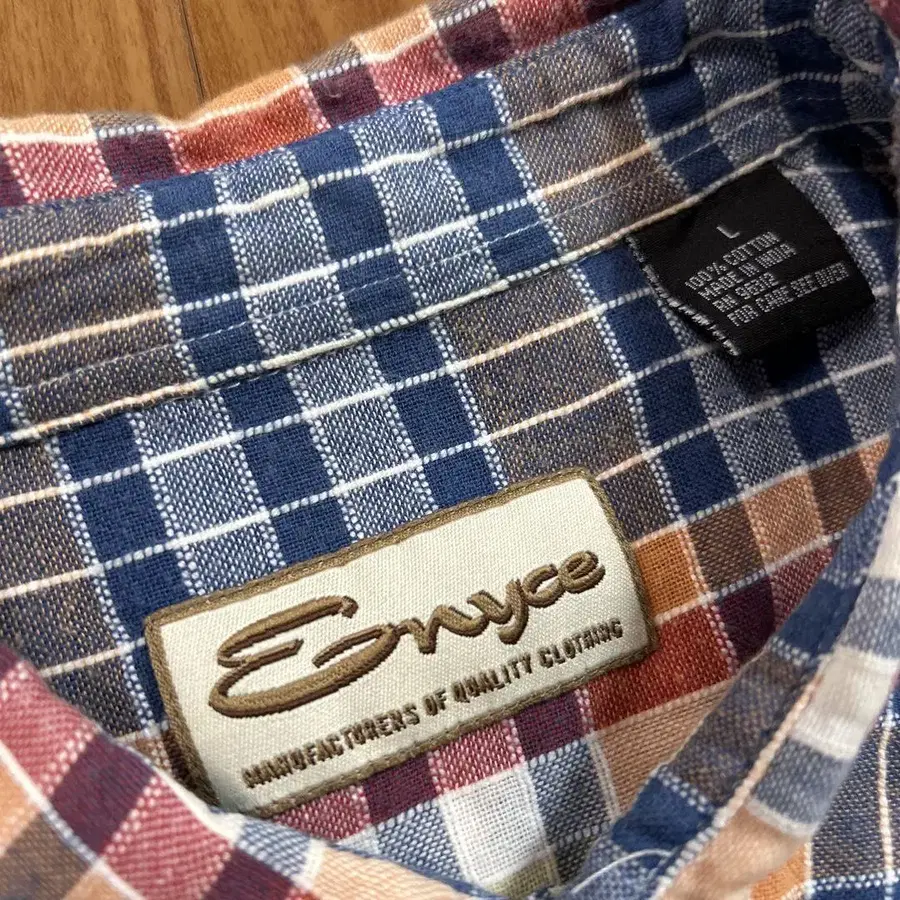 L
100% COTTON
MADE IN INDIA
FOR CARE SEE OVER
Enyce
MANUFACTURERS OF QUALITY CLOTHING